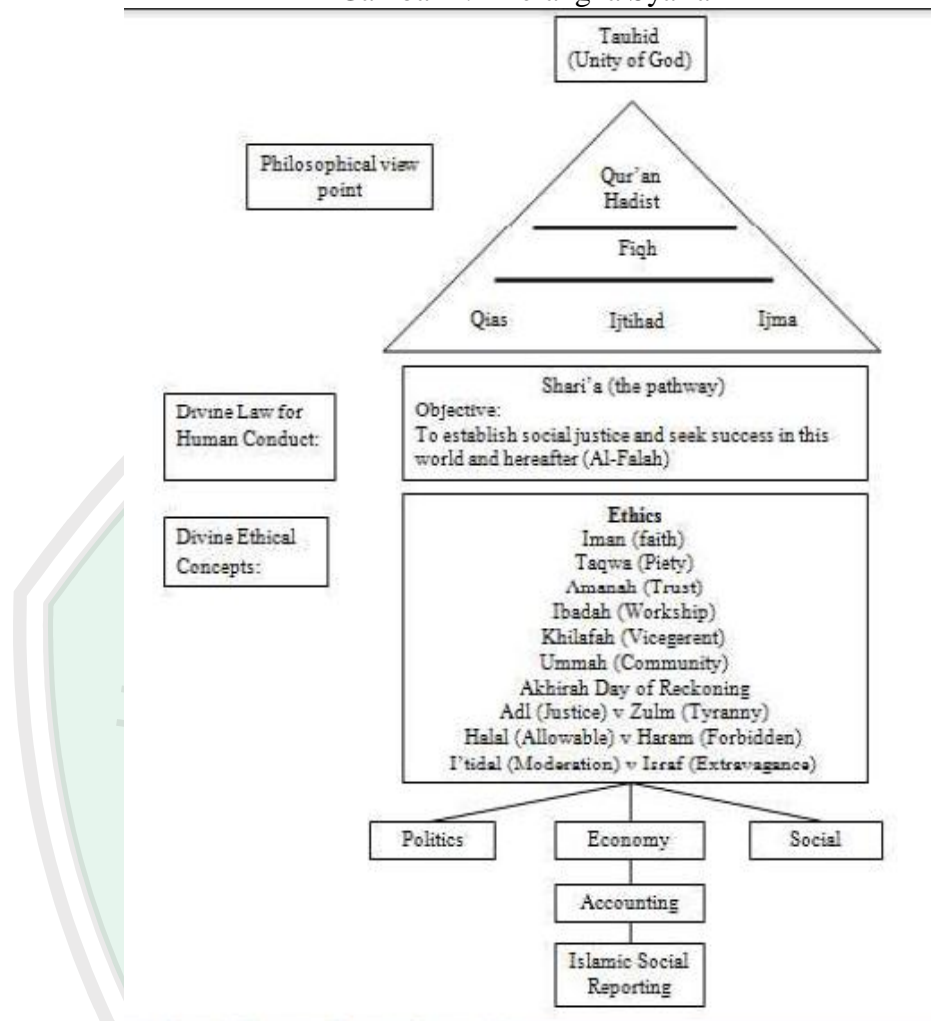 Tauhid
(Unity of God)
Philosophical view
point
Qur'an
Hadist
Fiqh
Qias Ijtihad Ijma
Divine Law for
Human Conduct:
Shari'a (the pathway)
Objective:
To establish social justice and seek success in this
world and hereafter (Al-Falah)
Divine Ethical
Concepts:
Ethics
Iman (faith)
Taqwa (Piety)
Amanah (Trust)
Ibadah (Workship)
Khilafah (Vicegerent)
Ummah (Community)
Akhirah Day of Reckoning
Adl (Justice) v Zulm (Tyranny)
Halal (Allowable) v Haram (Forbidden)
I'tidal (Moderation) v Israf (Extravagance)
Politics Economy Social
Accounting
Islamic Social
Reporting